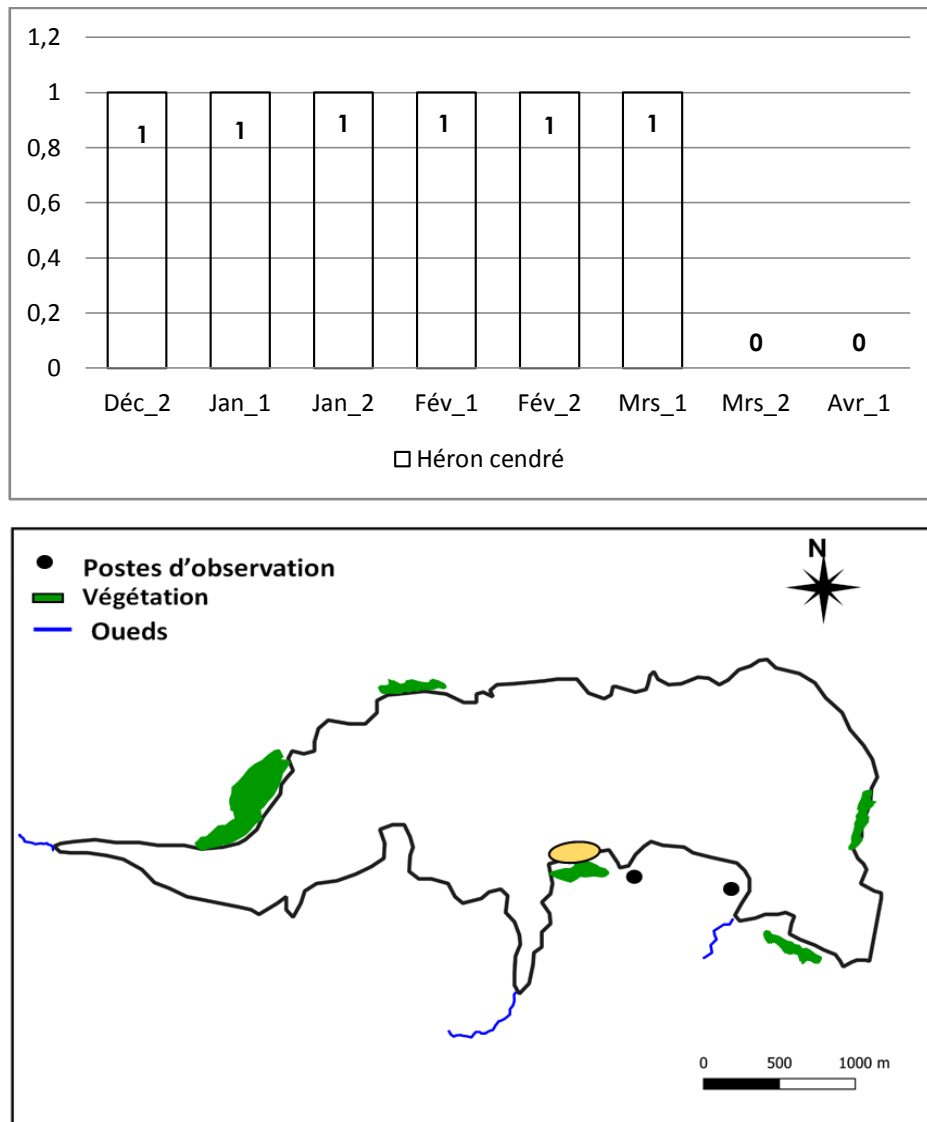 1,2
1
0,8
0,6
0,4
0,2
0
1 1 1 1 1 1 0 0
Déc_2 Jan_1 Jan_2 Fév_1 Fév_2 Mrs_1 Mrs_2 Avr_1
Héron cendré
N
Postes d'observation
Végétation
Oueds
0 500 1000 m